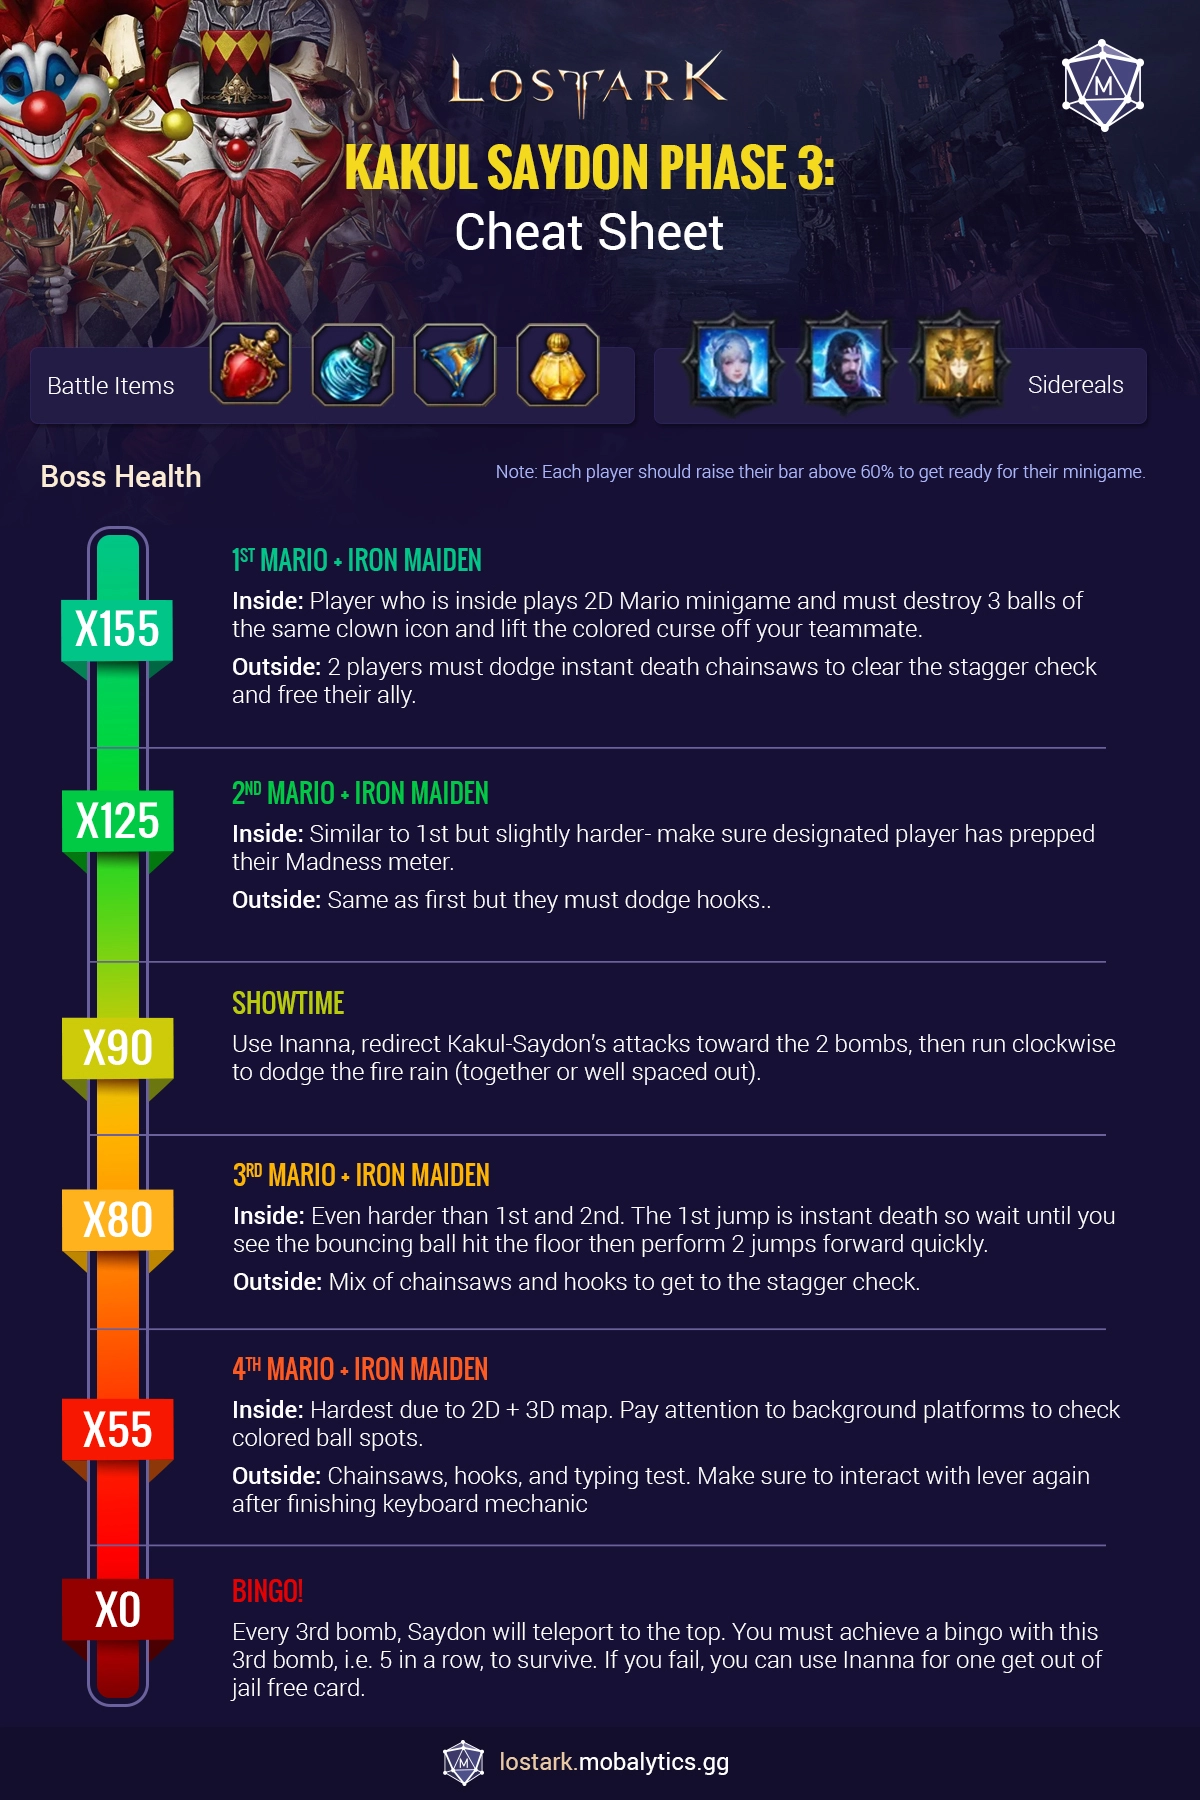 LOST ARK
M
KAKUL SAYDON PHASE 3:
Cheat Sheet
Battle Items
Sidereals
Boss Health
Note: Each player should raise their bar above 60% to get ready for their minigame.
X155
1ST MARIO + IRON MAIDEN
Inside: Player who is inside plays 2D Mario minigame and must destroy 3 balls of
the same clown icon and lift the colored curse off your teammate.
Outside: 2 players must dodge instant death chainsaws to clear the stagger check
and free their ally.
X125
2ND MARIO + IRON MAIDEN
Inside: Similar to 1st but slightly harder- make sure designated player has prepped
their Madness meter.
Outside: Same as first but they must dodge hooks..
X90
SHOWTIME
Use Inanna, redirect Kakul-Saydon’s attacks toward the 2 bombs, then run clockwise
to dodge the fire rain (together or well spaced out).
X80
3RD MARIO + IRON MAIDEN
Inside: Even harder than 1st and 2nd. The 1st jump is instant death so wait until you
see the bouncing ball hit the floor then perform 2 jumps forward quickly.
Outside: Mix of chainsaws and hooks to get to the stagger check.
X55
4TH MARIO + IRON MAIDEN
Inside: Hardest due to 2D + 3D map. Pay attention to background platforms to check
colored ball spots.
Outside: Chainsaws, hooks, and typing test. Make sure to interact with lever again
after finishing keyboard mechanic
X0
BINGO!
Every 3rd bomb, Saydon will teleport to the top. You must achieve a bingo with this
3rd bomb, i.e. 5 in a row, to survive. If you fail, you can use Inanna for one get out of
jail free card.
M
lostark.mobalytics.gg